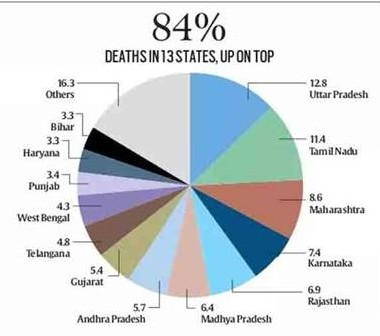 84%
DEATHS IN 13 STATES, UP ON TOP
12.8
Uttar Pradesh
11.4
Tamil Nadu
8.6
Maharashtra
7.4
Karnataka
6.9
Rajasthan
6.4
Madhya Pradesh
5.7
Andhra Pradesh
5.4
Gujarat
4.8
Telangana
4.3
West Bengal
3.4
Punjab
3.3
Haryana
3.3
Bihar
16.3
Others